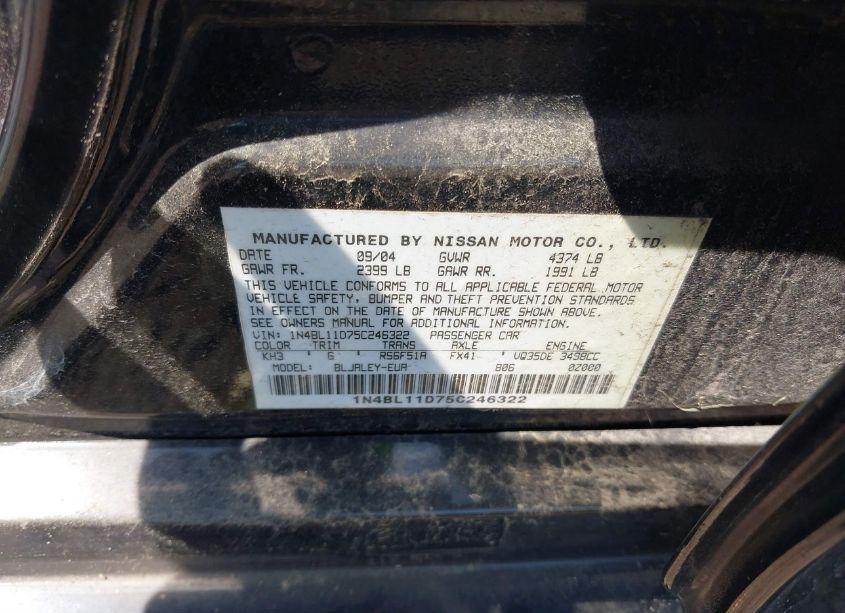 MANUFACTURED BY NISSAN MOTOR CO., LTD.
DATE 09/04 GVWR 4374 LB
GAWR FR. 2399 LB GAWR RR. 1991 LB
THIS VEHICLE CONFORMS TO ALL APPLICABLE FEDERAL MOTOR
VEHICLE SAFETY, BUMPER AND THEFT PREVENTION STANDARDS
IN EFFECT ON THE DATE OF MANUFACTURE SHOWN ABOVE.
SEE OWNERS MANUAL FOR ADDITIONAL INFORMATION.
VIN: 1N4BL11D75C246322 PASSENGER CAR
COLOR TRIM TRANS AXLE ENGINE
KH3 G RS6F51A FX41 VQ35DE 3498CC
MODEL: BLJALEY-EUA B06 0Z000
1N4BL11D75C246322